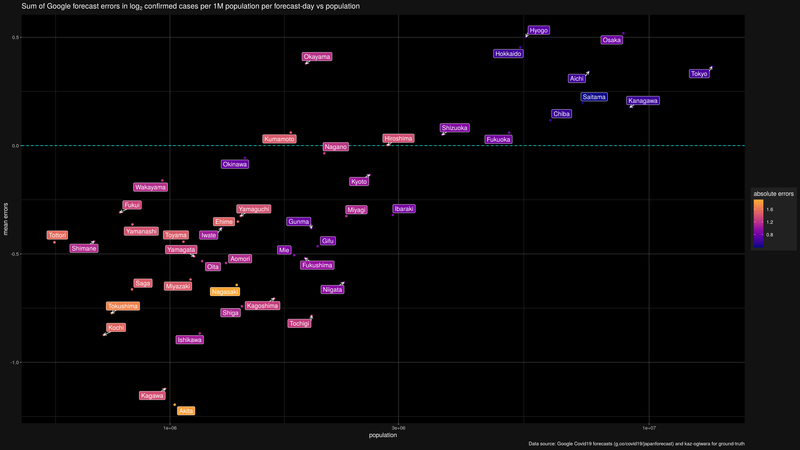 Sum of Google forecast errors in log2 confirmed cases per 1M population per forecast-day vs population
Hyogo
0.5
Osaka
Hokkaido
Okayama
Tokyo
Aichi
Saitama
Kanagawa
absolute errors
Chiba
1.6
Shizuoka
1.2
Kumamoto
Hiroshima
Fukuoka
0.8
0.0
Nagano
Okinawa
Kyoto
Wakayama
Fukui
Yamaguchi
Miyagi
Ibaraki
mean errors
Ehime
Gunma
Tottori
Yamanashi
Toyama
Iwate
Gifu
Shimane
Yamagata
Mie
-0.5
Aomori
Oita
Fukushima
Saga
Miyazaki
Nagasaki
Niigata
Tokushima
Kagoshima
Shiga
Kochi
Tochigi
Ishikawa
-1.0
Kagawa
Akita
1e+06
3e+06
1e+07
population
Data source: Google Covid19 forecasts (g.co/covid19/japanforecast) and kaz-ogiwara for ground-truth